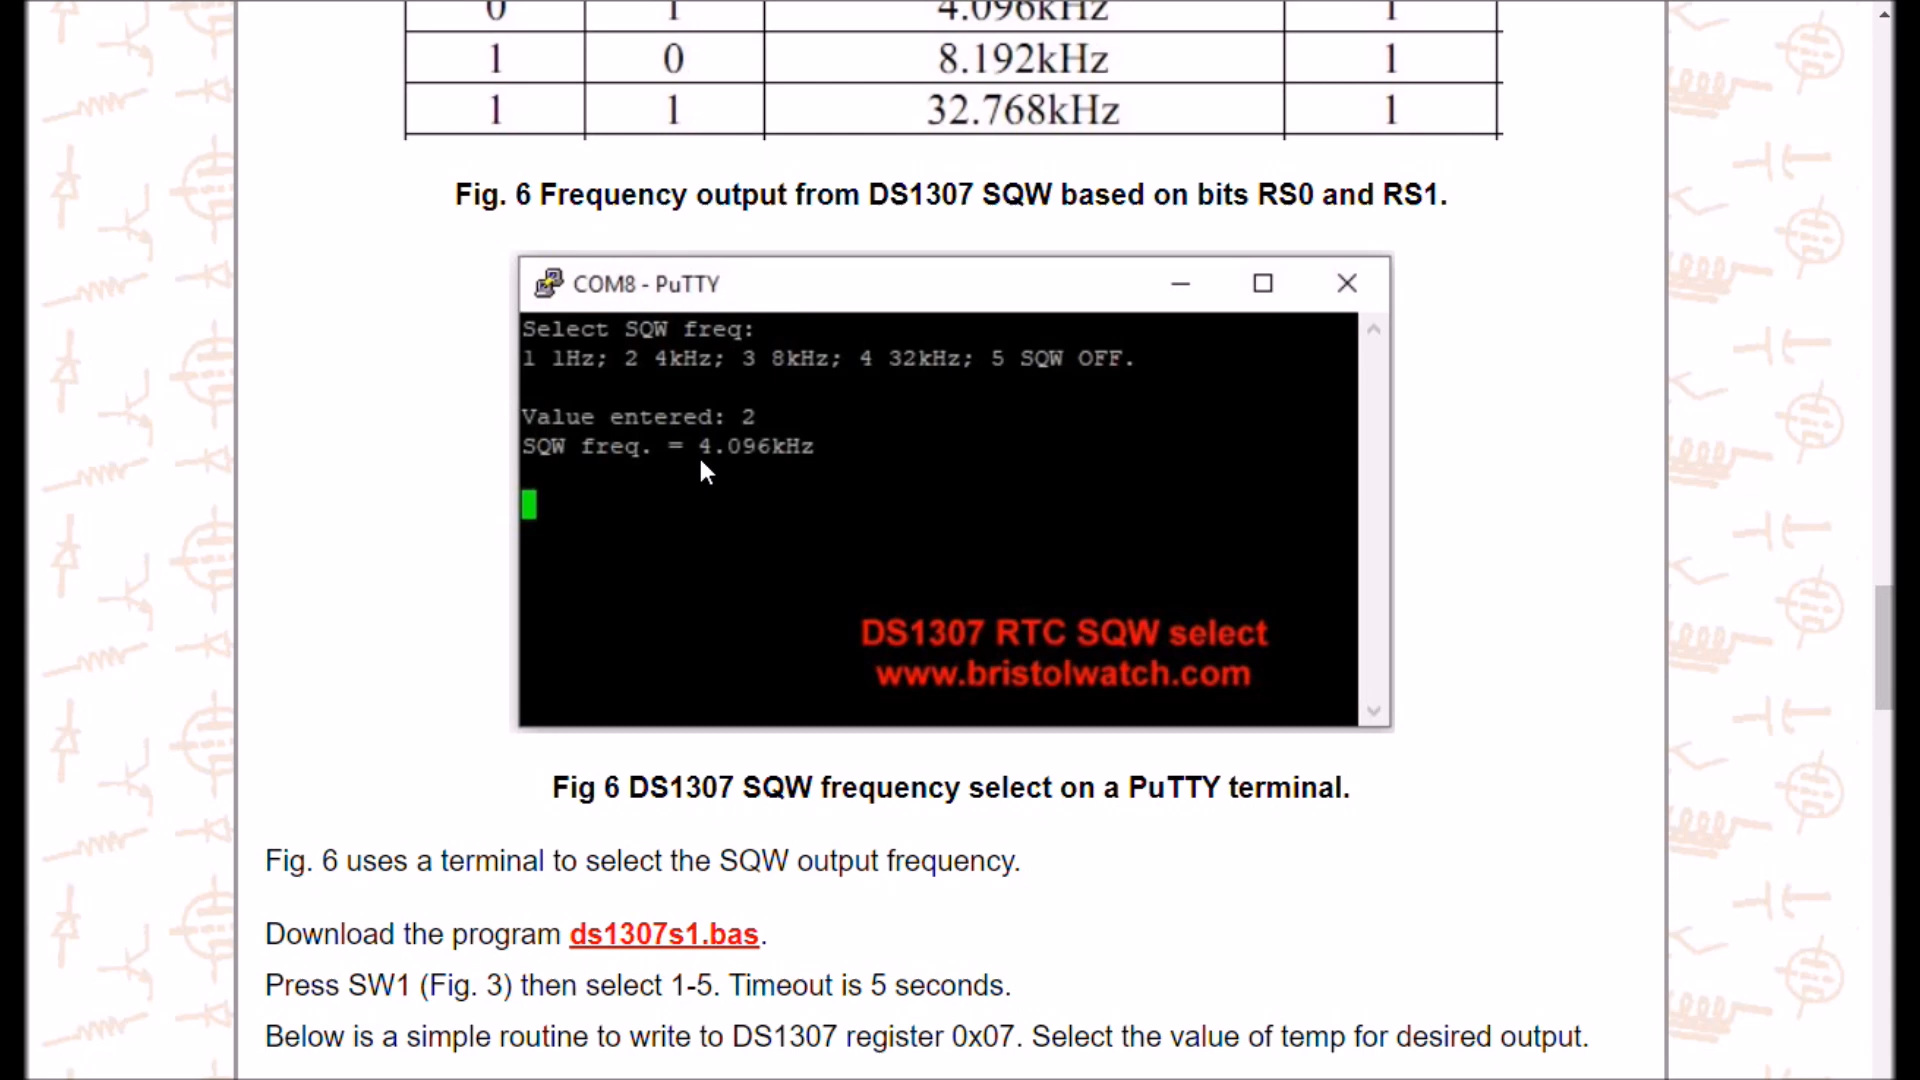 0 1 4.096kHz 1
1 0 8.192kHz 1
1 1 32.768kHz 1
Fig. 6 Frequency output from DS1307 SQW based on bits RS0 and RS1.
COM8 - PuTTY
Select SQW freq:
1 1Hz; 2 4kHz; 3 8kHz; 4 32kHz; 5 SQW OFF.
Value entered: 2
SQW freq. = 4.096kHz
DS1307 RTC SQW select
www.bristolwatch.com
Fig 6 DS1307 SQW frequency select on a PuTTY terminal.
Fig. 6 uses a terminal to select the SQW output frequency.
Download the program ds1307s1.bas.
Press SW1 (Fig. 3) then select 1-5. Timeout is 5 seconds.
Below is a simple routine to write to DS1307 register 0x07. Select the value of temp for desired output.